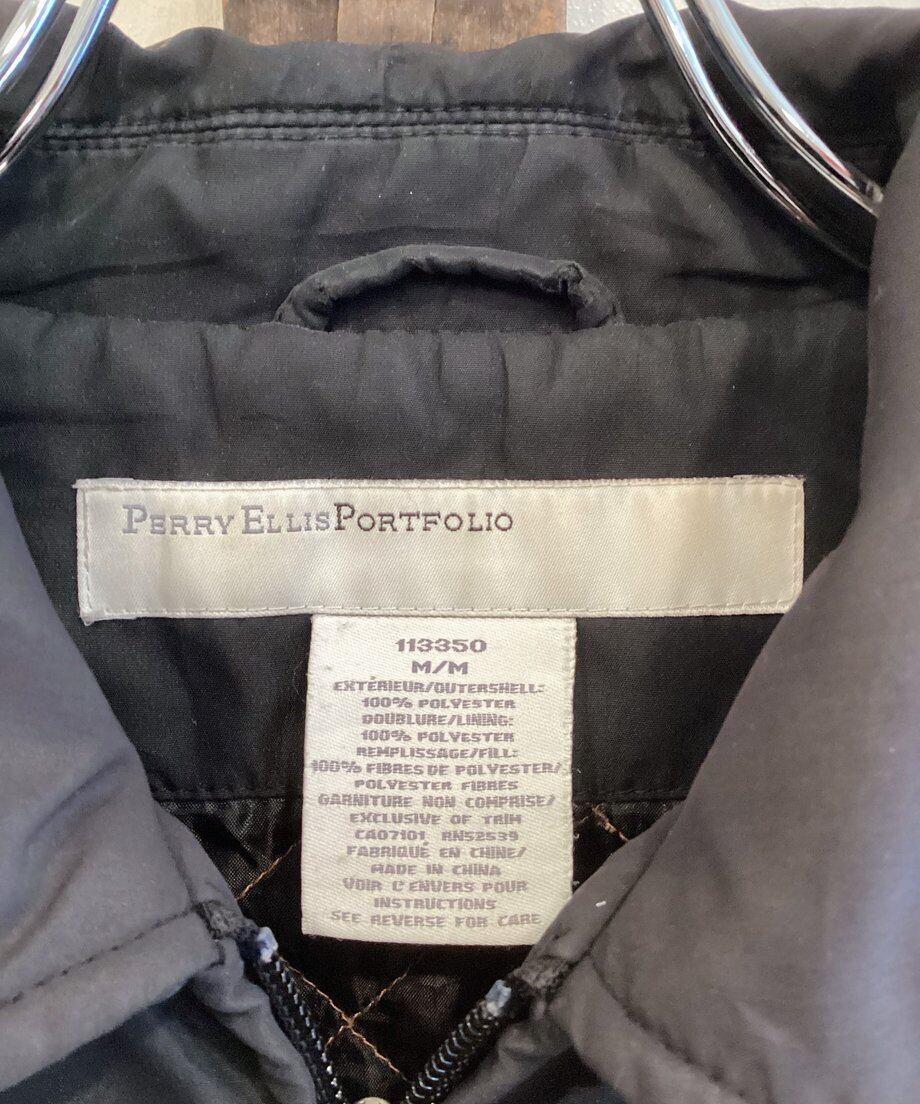 PERRY ELLIS PORTFOLIO
113350
M/M
EXTÉRIEUR/OUTERSHELL:
100% POLYESTER
DOUBLURE/LINING:
100% POLYESTER
REMPLISSAGE/FILL:
100% FIBRES DE POLYESTER/
POLYESTER FIBRES
GARNITURE NON COMPRISE/
EXCLUSIVE OF TRIM
CA07101 RN52539
FABRIQUÉ EN CHINE/
MADE IN CHINA
VOIR L'ENVERS POUR
INSTRUCTIONS
SEE REVERSE FOR CARE